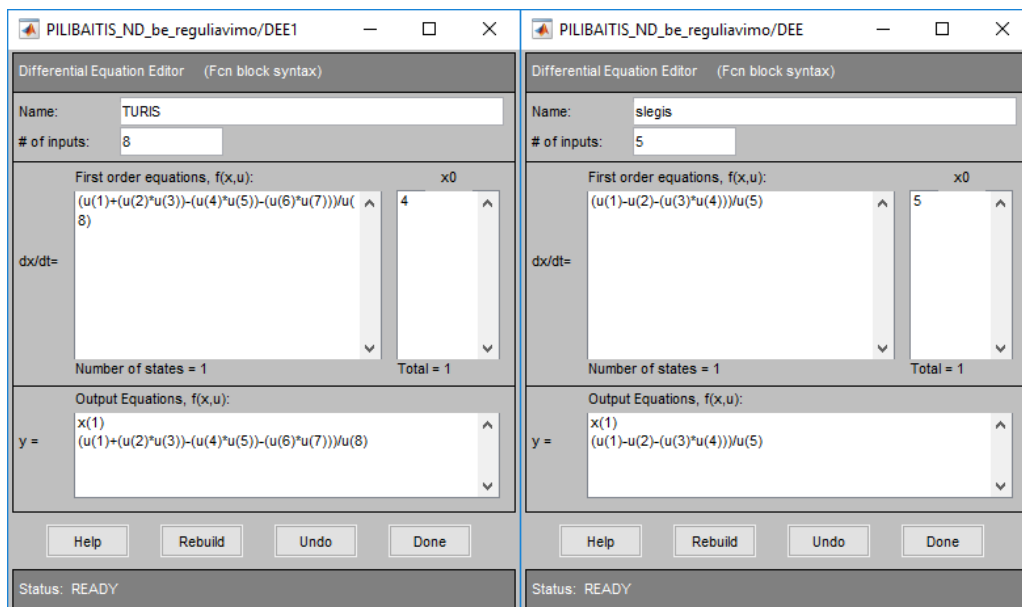 PILIBAITIS_ND_be_reguliavimo/DEE1
Differential Equation Editor (Fcn block syntax)
Name: TURIS
# of inputs: 8
First order equations, f(x,u): x0
(u(1)+(u(2)*u(3))-(u(4)*u(5))-(u(6)*u(7)))/u( 4
8)
dx/dt=
Number of states = 1 Total = 1
Output Equations, f(x,u):
x(1)
y = (u(1)+(u(2)*u(3))-(u(4)*u(5))-(u(6)*u(7)))/u(8)
Help Rebuild Undo Done
Status: READY
PILIBAITIS_ND_be_reguliavimo/DEE
Differential Equation Editor (Fcn block syntax)
Name: slegis
# of inputs: 5
First order equations, f(x,u): x0
(u(1)-u(2)-(u(3)*u(4)))/u(5) 5
dx/dt=
Number of states = 1 Total = 1
Output Equations, f(x,u):
x(1)
y = (u(1)-u(2)-(u(3)*u(4)))/u(5)
Help Rebuild Undo Done
Status: READY